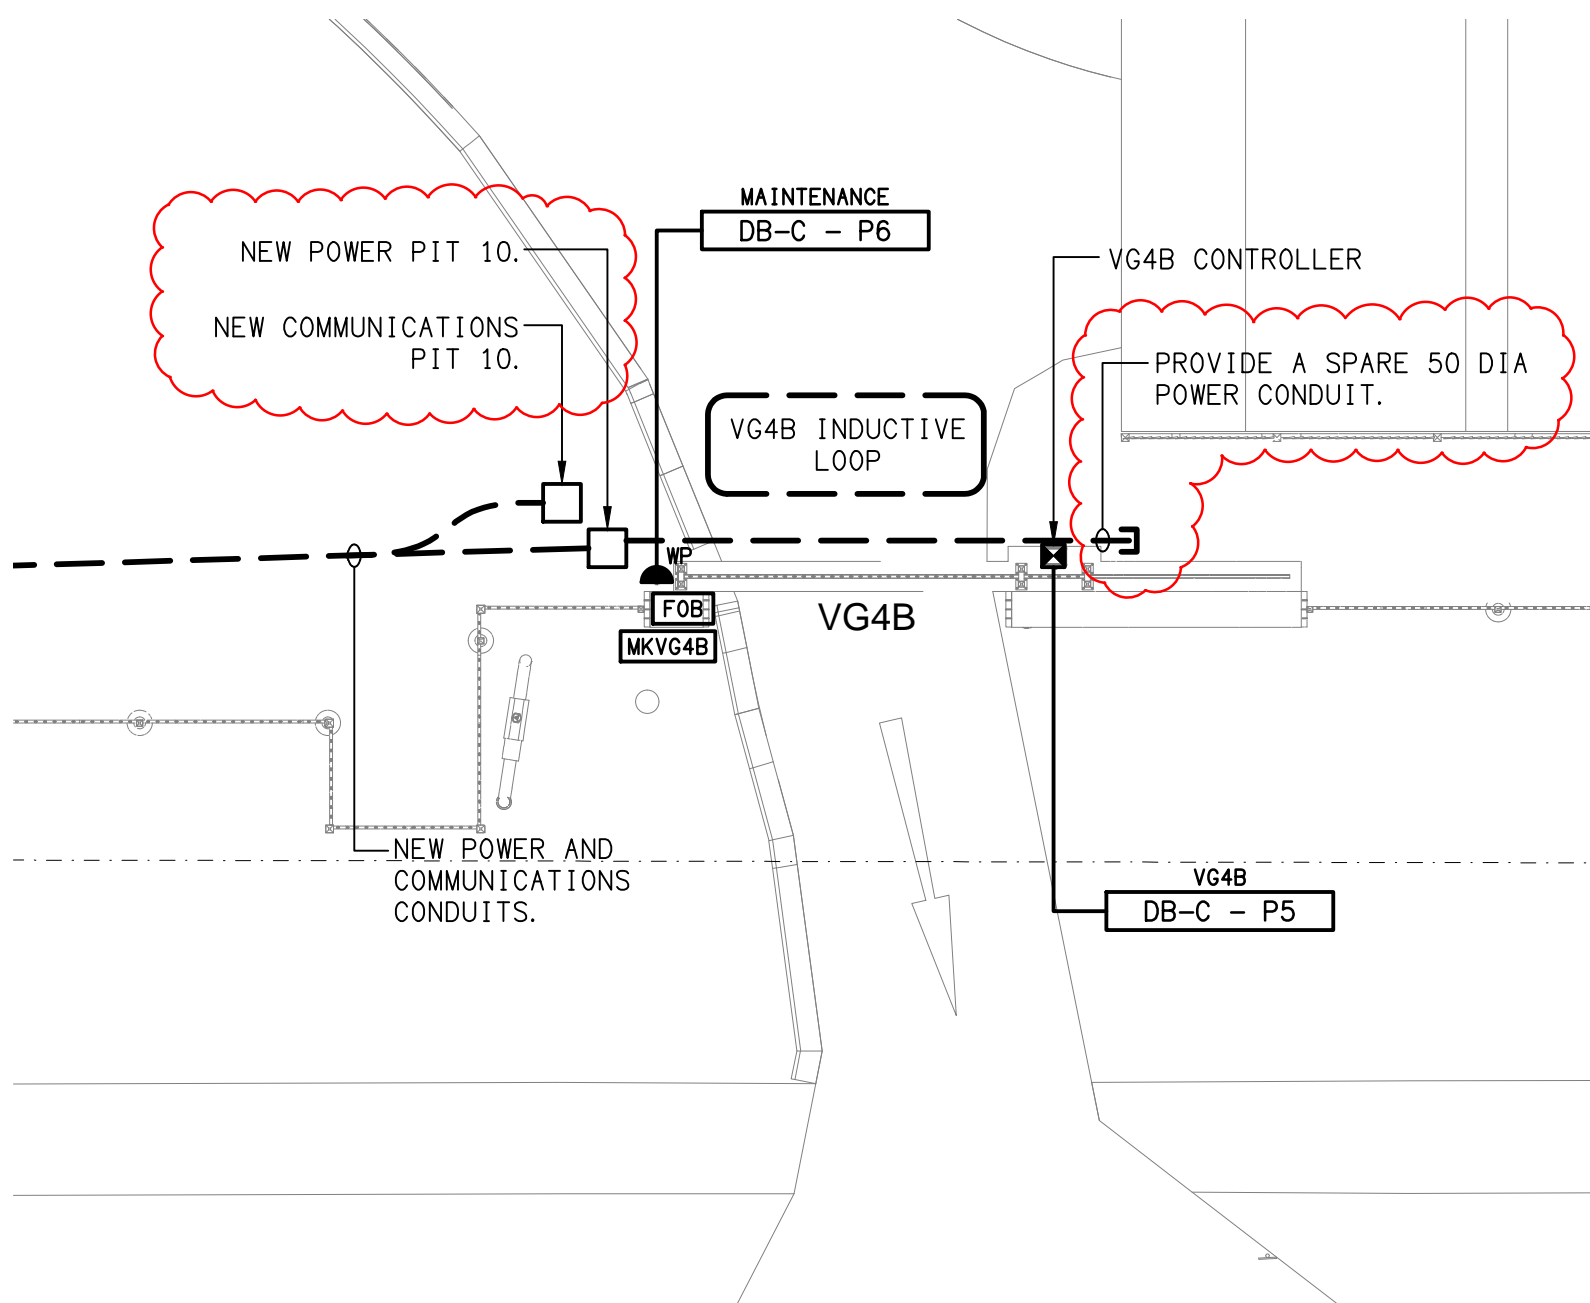 MAINTENANCE
DB-C - P6
NEW POWER PIT 10.
VG4B CONTROLLER
NEW COMMUNICATIONS
PIT 10.
PROVIDE A SPARE 50 DIA
POWER CONDUIT.
VG4B INDUCTIVE
LOOP
WP
FOB
VG4B
MKVG4B
NEW POWER AND
COMMUNICATIONS
CONDUITS.
VG4B
DB-C - P5